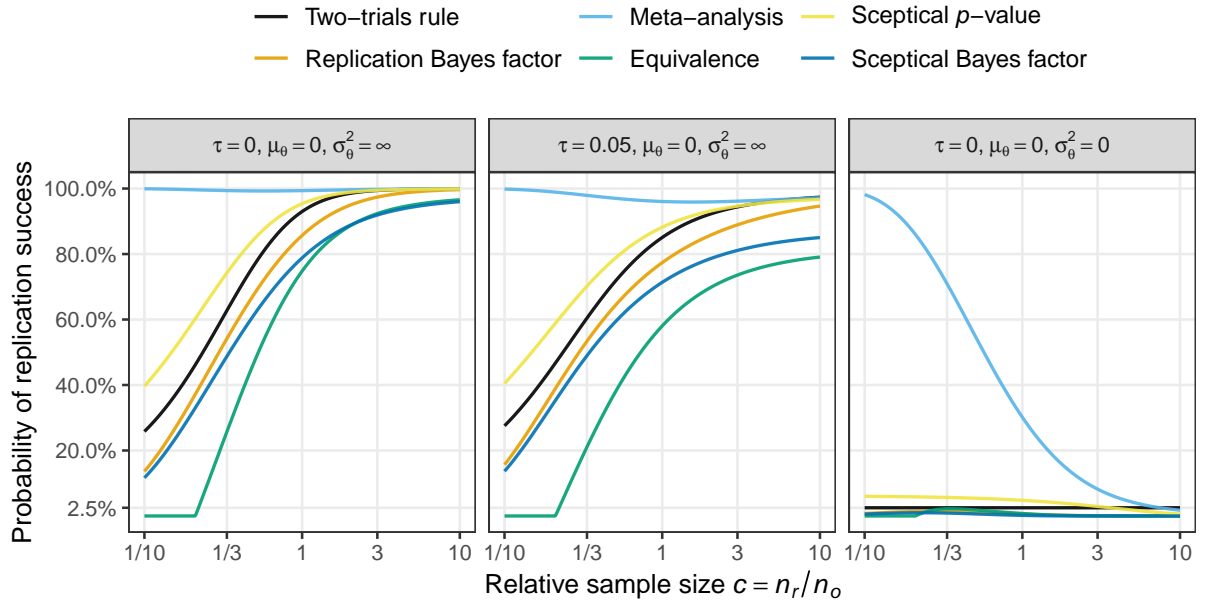 Two−trials rule Meta−analysis Sceptical p−value
Replication Bayes factor Equivalence Sceptical Bayes factor
τ = 0, μθ = 0, σ²θ = ∞ τ = 0.05, μθ = 0, σ²θ = ∞ τ = 0, μθ = 0, σ²θ = 0
Probability of replication success
100.0%
80.0%
60.0%
40.0%
20.0%
2.5%
1/10 1/3 1 3 10 1/10 1/3 1 3 10 1/10 1/3 1 3 10
Relative sample size c = nr/no